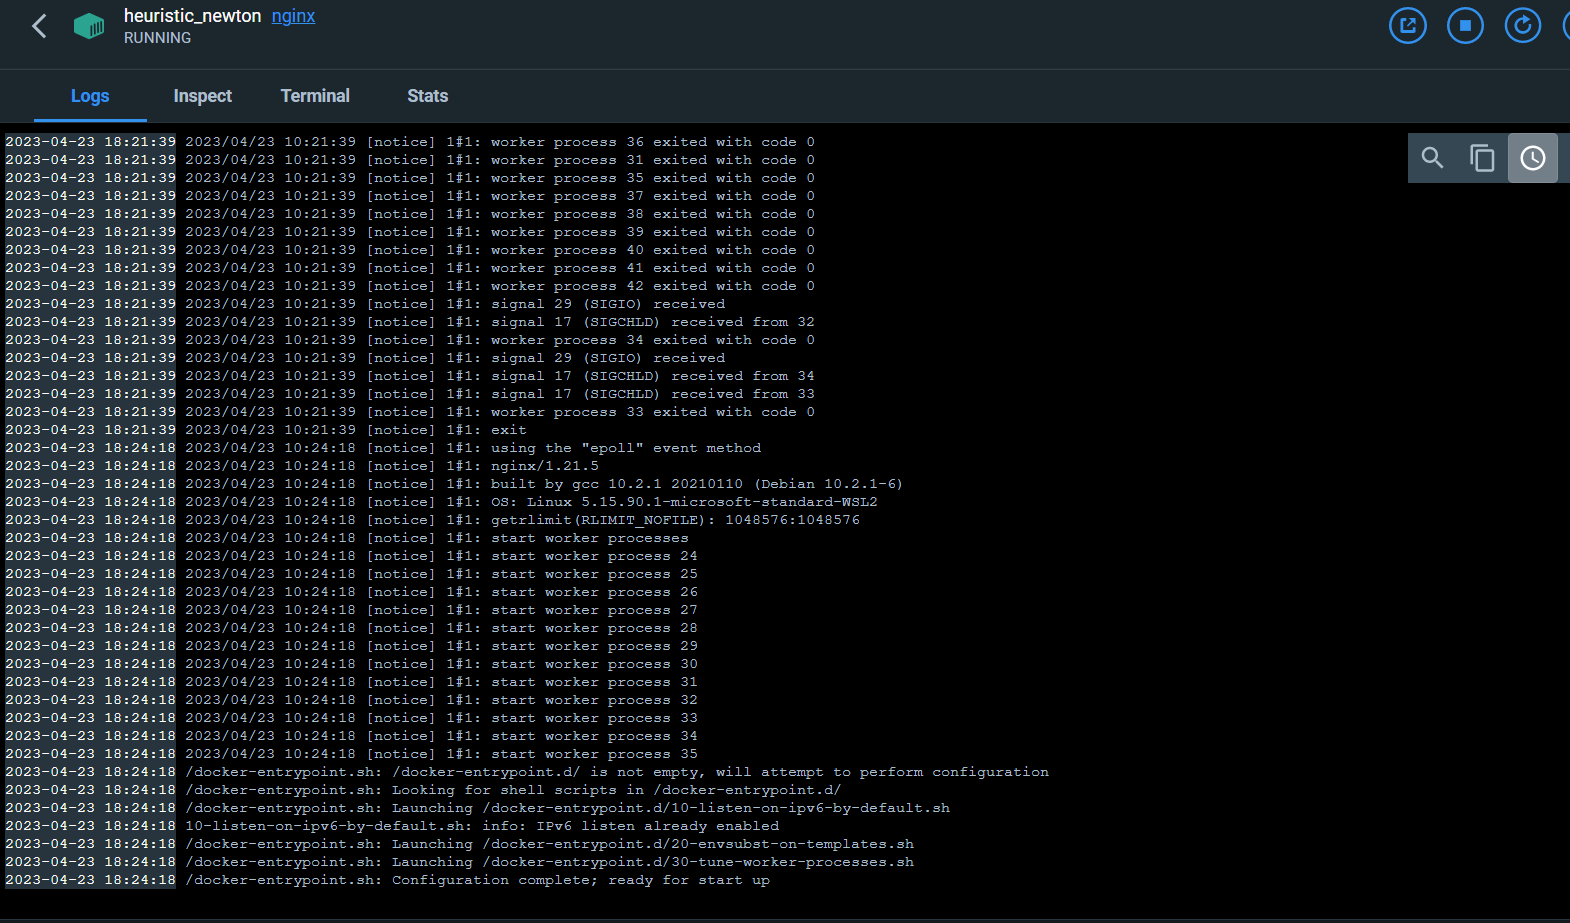 heuristic_newton nginx
RUNNING
Logs Inspect Terminal Stats
2023-04-23 18:21:39 2023/04/23 10:21:39 [notice] 1#1: worker process 36 exited with code 0
2023-04-23 18:21:39 2023/04/23 10:21:39 [notice] 1#1: worker process 31 exited with code 0
2023-04-23 18:21:39 2023/04/23 10:21:39 [notice] 1#1: worker process 35 exited with code 0
2023-04-23 18:21:39 2023/04/23 10:21:39 [notice] 1#1: worker process 37 exited with code 0
2023-04-23 18:21:39 2023/04/23 10:21:39 [notice] 1#1: worker process 38 exited with code 0
2023-04-23 18:21:39 2023/04/23 10:21:39 [notice] 1#1: worker process 39 exited with code 0
2023-04-23 18:21:39 2023/04/23 10:21:39 [notice] 1#1: worker process 40 exited with code 0
2023-04-23 18:21:39 2023/04/23 10:21:39 [notice] 1#1: worker process 41 exited with code 0
2023-04-23 18:21:39 2023/04/23 10:21:39 [notice] 1#1: worker process 42 exited with code 0
2023-04-23 18:21:39 2023/04/23 10:21:39 [notice] 1#1: signal 29 (SIGIO) received
2023-04-23 18:21:39 2023/04/23 10:21:39 [notice] 1#1: signal 17 (SIGCHLD) received from 32
2023-04-23 18:21:39 2023/04/23 10:21:39 [notice] 1#1: worker process 34 exited with code 0
2023-04-23 18:21:39 2023/04/23 10:21:39 [notice] 1#1: signal 29 (SIGIO) received
2023-04-23 18:21:39 2023/04/23 10:21:39 [notice] 1#1: signal 17 (SIGCHLD) received from 34
2023-04-23 18:21:39 2023/04/23 10:21:39 [notice] 1#1: signal 17 (SIGCHLD) received from 33
2023-04-23 18:21:39 2023/04/23 10:21:39 [notice] 1#1: worker process 33 exited with code 0
2023-04-23 18:21:39 2023/04/23 10:21:39 [notice] 1#1: exit
2023-04-23 18:24:18 2023/04/23 10:24:18 [notice] 1#1: using the "epoll" event method
2023-04-23 18:24:18 2023/04/23 10:24:18 [notice] 1#1: nginx/1.21.5
2023-04-23 18:24:18 2023/04/23 10:24:18 [notice] 1#1: built by gcc 10.2.1 20210110 (Debian 10.2.1-6)
2023-04-23 18:24:18 2023/04/23 10:24:18 [notice] 1#1: OS: Linux 5.15.90.1-microsoft-standard-WSL2
2023-04-23 18:24:18 2023/04/23 10:24:18 [notice] 1#1: getrlimit(RLIMIT_NOFILE): 1048576:1048576
2023-04-23 18:24:18 2023/04/23 10:24:18 [notice] 1#1: start worker processes
2023-04-23 18:24:18 2023/04/23 10:24:18 [notice] 1#1: start worker process 24
2023-04-23 18:24:18 2023/04/23 10:24:18 [notice] 1#1: start worker process 25
2023-04-23 18:24:18 2023/04/23 10:24:18 [notice] 1#1: start worker process 26
2023-04-23 18:24:18 2023/04/23 10:24:18 [notice] 1#1: start worker process 27
2023-04-23 18:24:18 2023/04/23 10:24:18 [notice] 1#1: start worker process 28
2023-04-23 18:24:18 2023/04/23 10:24:18 [notice] 1#1: start worker process 29
2023-04-23 18:24:18 2023/04/23 10:24:18 [notice] 1#1: start worker process 30
2023-04-23 18:24:18 2023/04/23 10:24:18 [notice] 1#1: start worker process 31
2023-04-23 18:24:18 2023/04/23 10:24:18 [notice] 1#1: start worker process 32
2023-04-23 18:24:18 2023/04/23 10:24:18 [notice] 1#1: start worker process 33
2023-04-23 18:24:18 2023/04/23 10:24:18 [notice] 1#1: start worker process 34
2023-04-23 18:24:18 2023/04/23 10:24:18 [notice] 1#1: start worker process 35
2023-04-23 18:24:18 /docker-entrypoint.sh: /docker-entrypoint.d/ is not empty, will attempt to perform configuration
2023-04-23 18:24:18 /docker-entrypoint.sh: Looking for shell scripts in /docker-entrypoint.d/
2023-04-23 18:24:18 /docker-entrypoint.sh: Launching /docker-entrypoint.d/10-listen-on-ipv6-by-default.sh
2023-04-23 18:24:18 10-listen-on-ipv6-by-default.sh: info: IPv6 listen already enabled
2023-04-23 18:24:18 /docker-entrypoint.sh: Launching /docker-entrypoint.d/20-envsubst-on-templates.sh
2023-04-23 18:24:18 /docker-entrypoint.sh: Launching /docker-entrypoint.d/30-tune-worker-processes.sh
2023-04-23 18:24:18 /docker-entrypoint.sh: Configuration complete; ready for start up